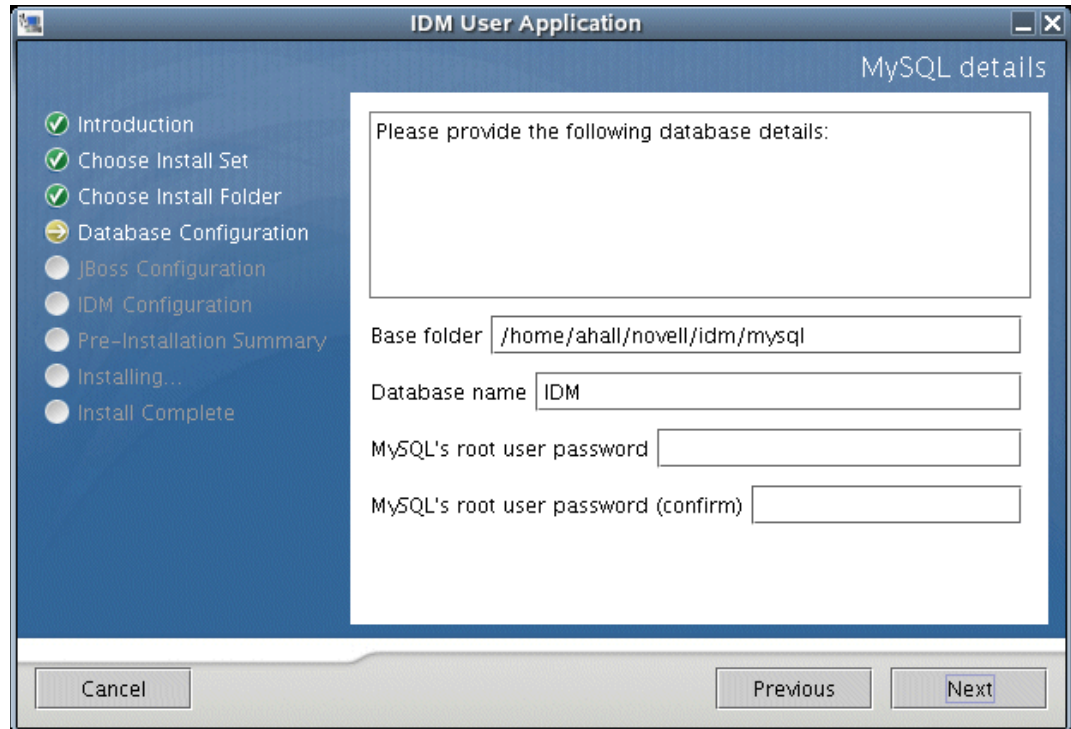 IDM User Application
MySQL details
Introduction
Choose Install Set
Choose Install Folder
Database Configuration
JBoss Configuration
IDM Configuration
Pre-Installation Summary
Installing...
Install Complete
Please provide the following database details:
Base folder /home/ahall/novell/idm/mysql
Database name IDM
MySQL's root user password
MySQL's root user password (confirm)
Cancel Previous Next